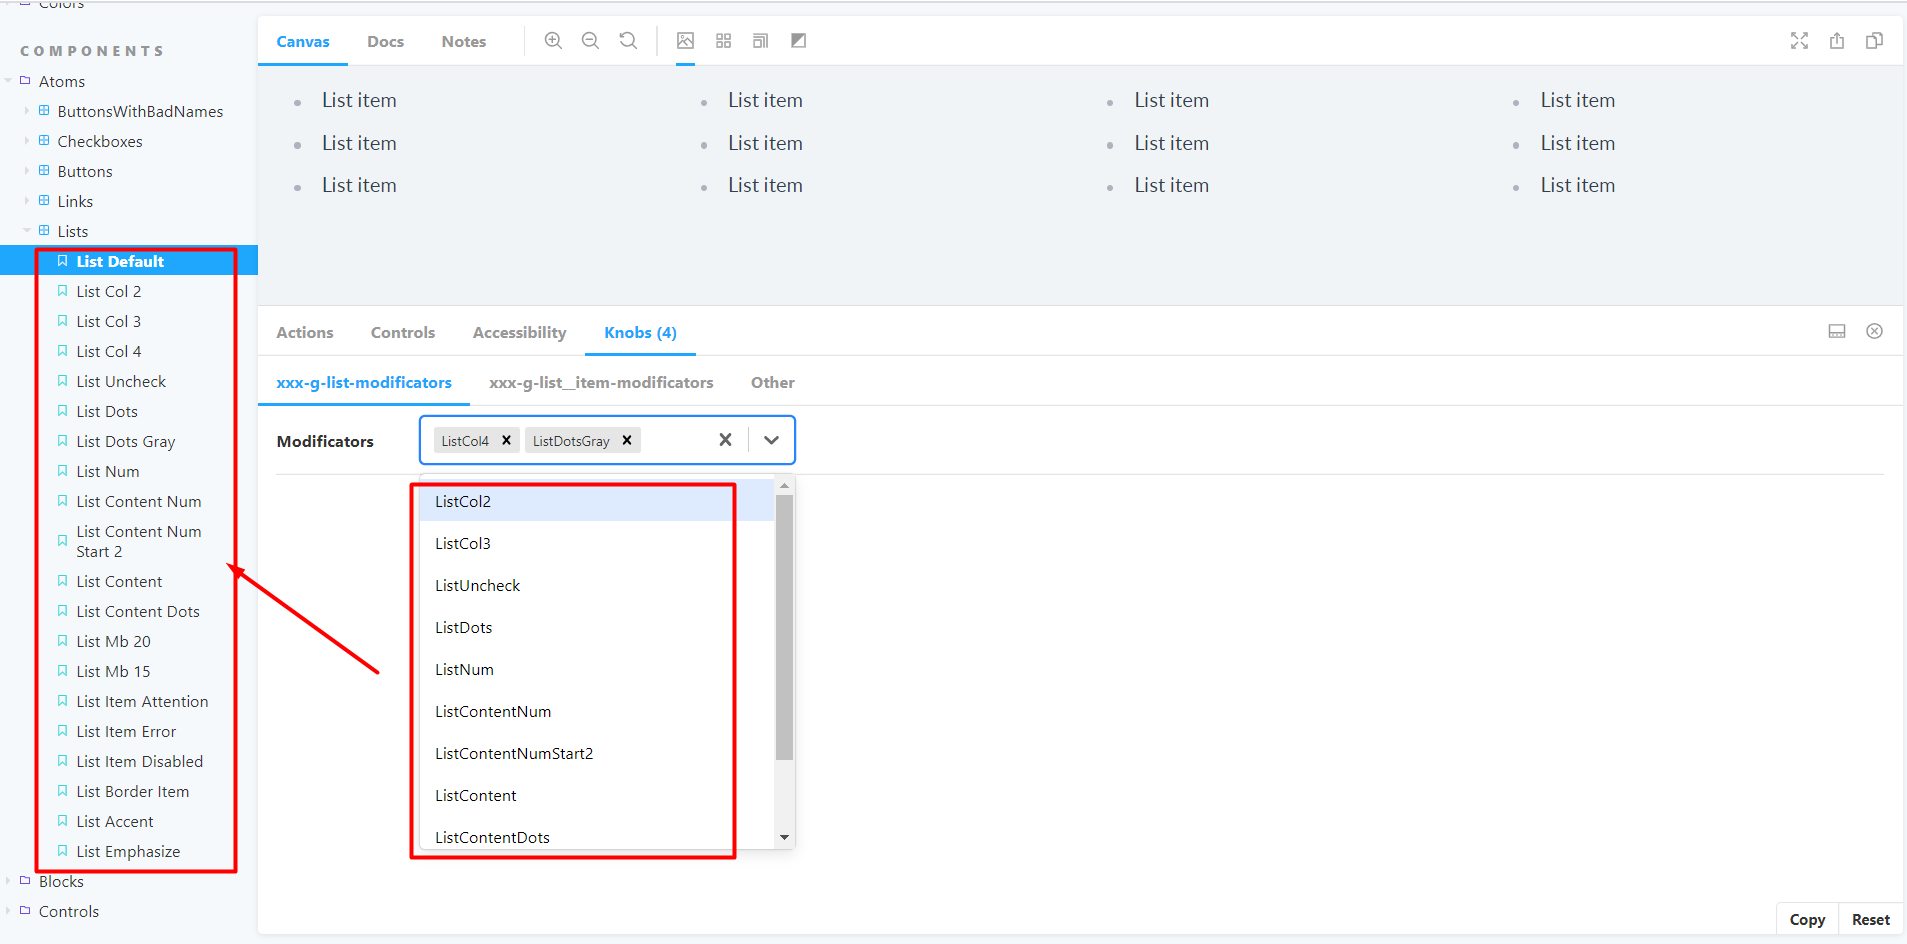 Colors
COMPONENTS
Atoms
ButtonsWithBadNames
Checkboxes
Buttons
Links
Lists
List Default
List Col 2
List Col 3
List Col 4
List Uncheck
List Dots
List Dots Gray
List Num
List Content Num
List Content Num
Start 2
List Content
List Content Dots
List Mb 20
List Mb 15
List Item Attention
List Item Error
List Item Disabled
List Border Item
List Accent
List Emphasize
Blocks
Controls
Canvas Docs Notes
List item List item List item List item
List item List item List item List item
List item List item List item List item
Actions Controls Accessibility Knobs (4)
xxx-g-list-modificators xxx-g-list__item-modificators Other
Modificators ListCol4 ListDotsGray
ListCol2
ListCol3
ListUncheck
ListDots
ListNum
ListContentNum
ListContentNumStart2
ListContent
ListContentDots
Copy Reset